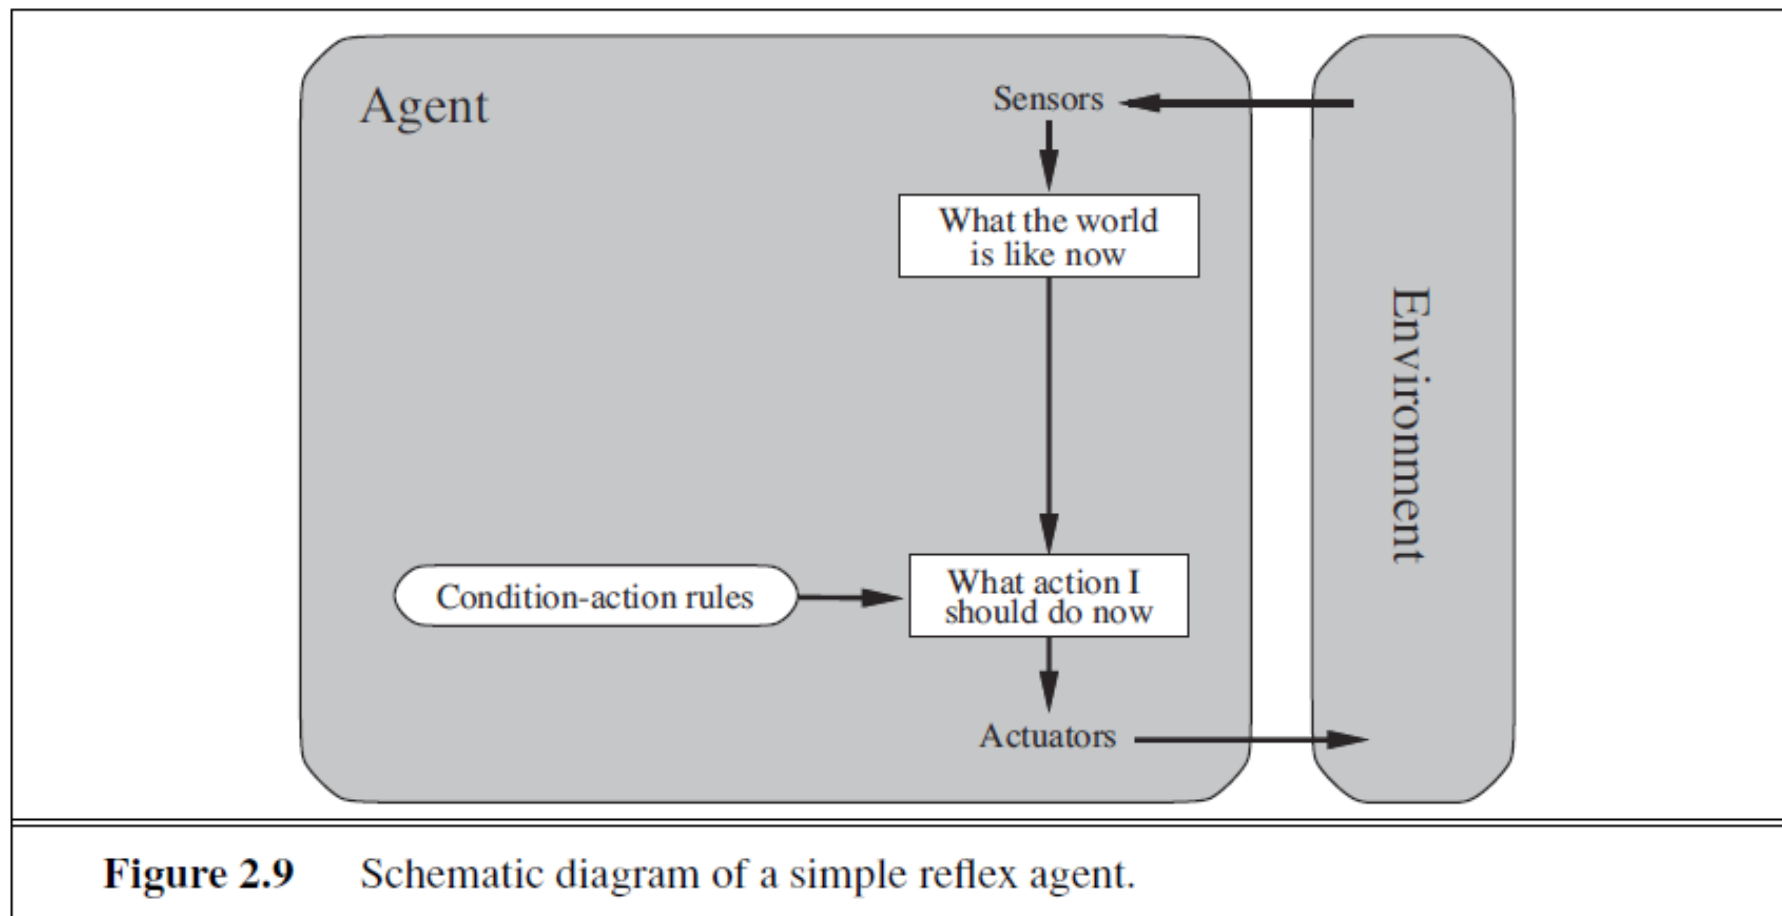 Agent
Sensors
What the world
is like now
Environment
Condition-action rules
What action I
should do now
Actuators
Figure 2.9 Schematic diagram of a simple reflex agent.